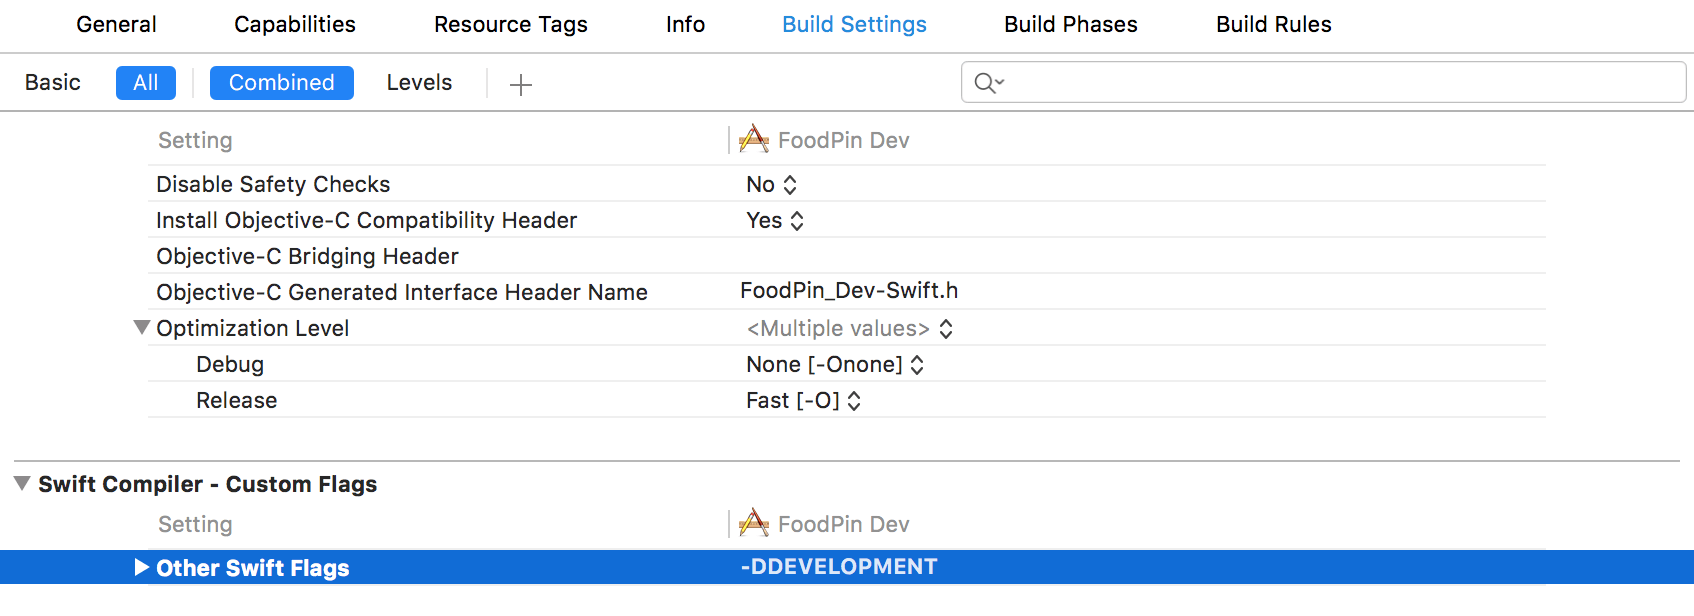 General Capabilities Resource Tags Info Build Settings Build Phases Build Rules
Basic All Combined Levels
Setting FoodPin Dev
Disable Safety Checks No
Install Objective-C Compatibility Header Yes
Objective-C Bridging Header
Objective-C Generated Interface Header Name FoodPin_Dev-Swift.h
Optimization Level <Multiple values>
Debug None [-Onone]
Release Fast [-O]
Swift Compiler - Custom Flags
Setting FoodPin Dev
Other Swift Flags -DDEVELOPMENT